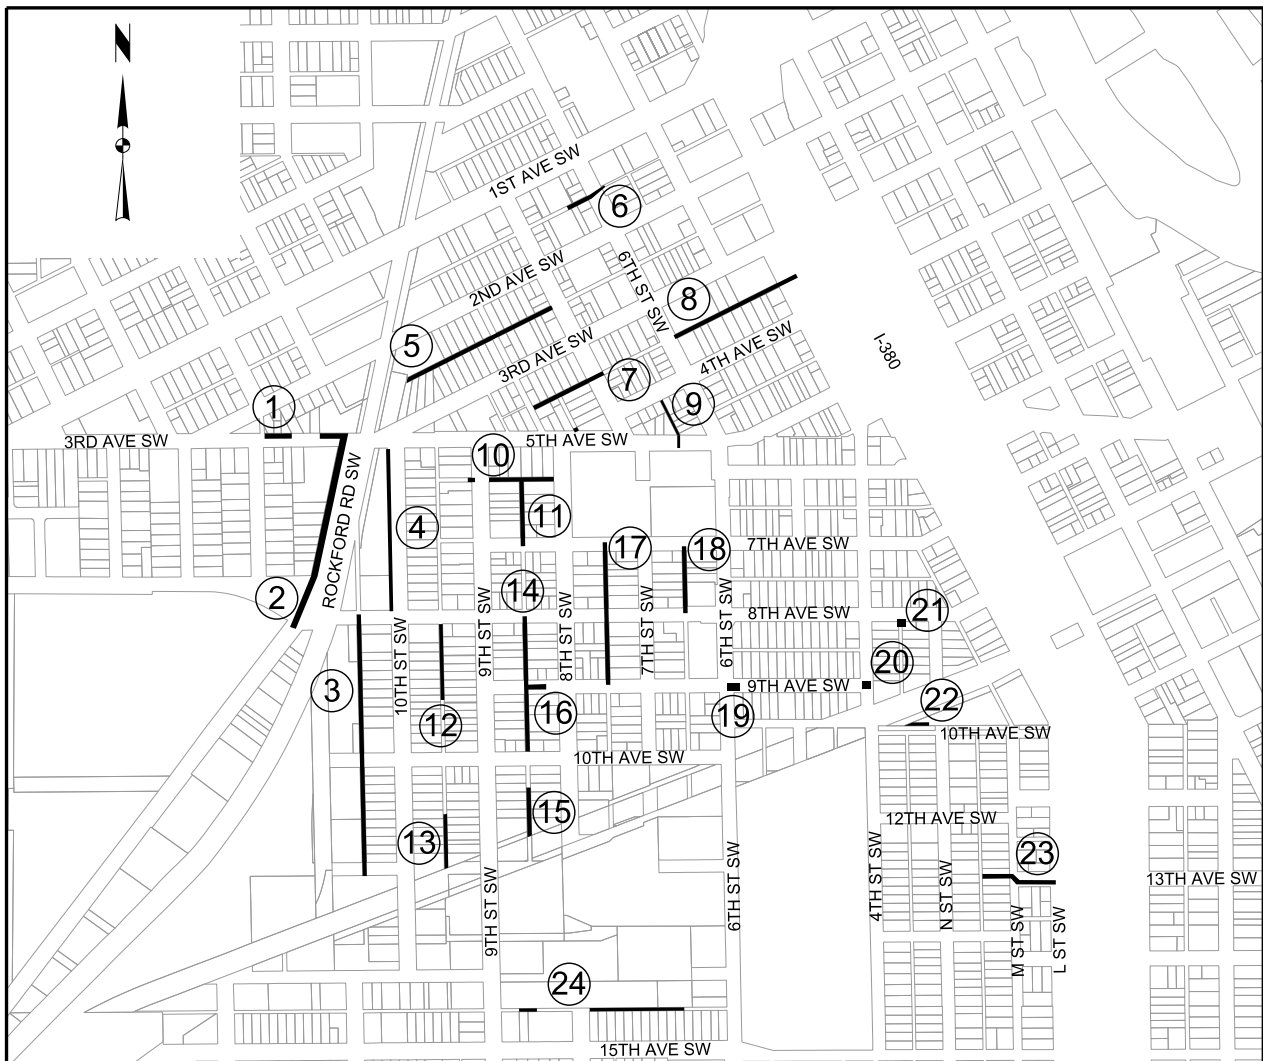 N
1ST AVE SW
6
2ND AVE SW
6TH ST SW
8
5
3RD AVE SW
4TH AVE SW
I-380
7
1
9
3RD AVE SW
5TH AVE SW
10
ROCKFORD RD SW
4
11
17
18
7TH AVE SW
2
14
9TH ST SW
8TH ST SW
7TH ST SW
6TH ST SW
8TH AVE SW
21
10TH ST SW
20
3
9TH AVE SW
12
16
19
22
10TH AVE SW
10TH AVE SW
13
15
12TH AVE SW
23
9TH ST SW
6TH ST SW
4TH ST SW
N ST SW
M ST SW
L ST SW
13TH AVE SW
24
15TH AVE SW